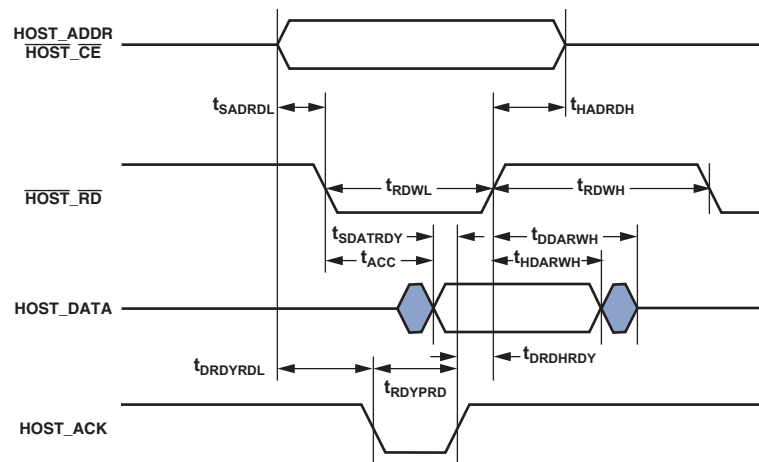 HOST_ADDR
HOST_CE
tSADRDL
tHADRDH
HOST_RD
tRDWL
tRDWH
tSDATRDY
tDDARWH
tACC
tHDARWH
HOST_DATA
tDRDYRDL
tDRDHRDY
tRDYPRD
HOST_ACK